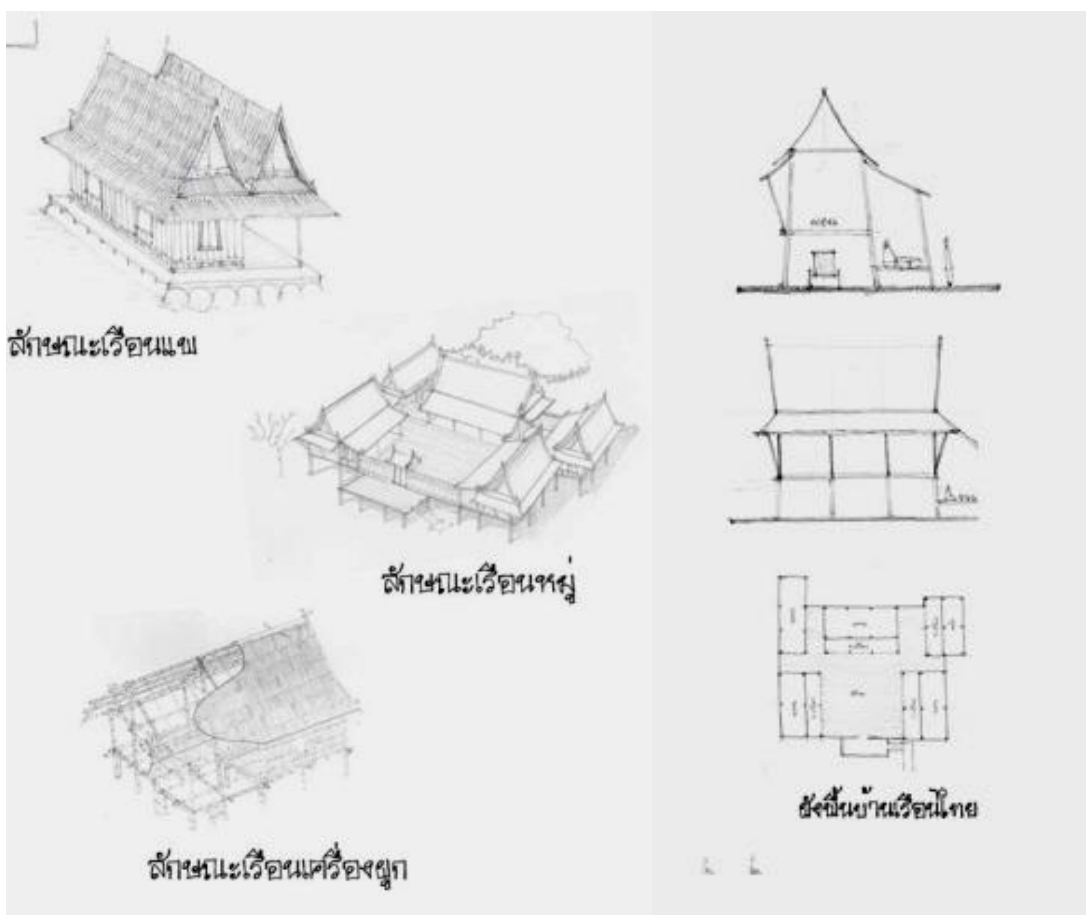 ลักษณะเรือนแพ
ลักษณะเรือนหมู่
ลักษณะเรือนเครื่องผูก
ผังพื้นบ้านเรือนไทย